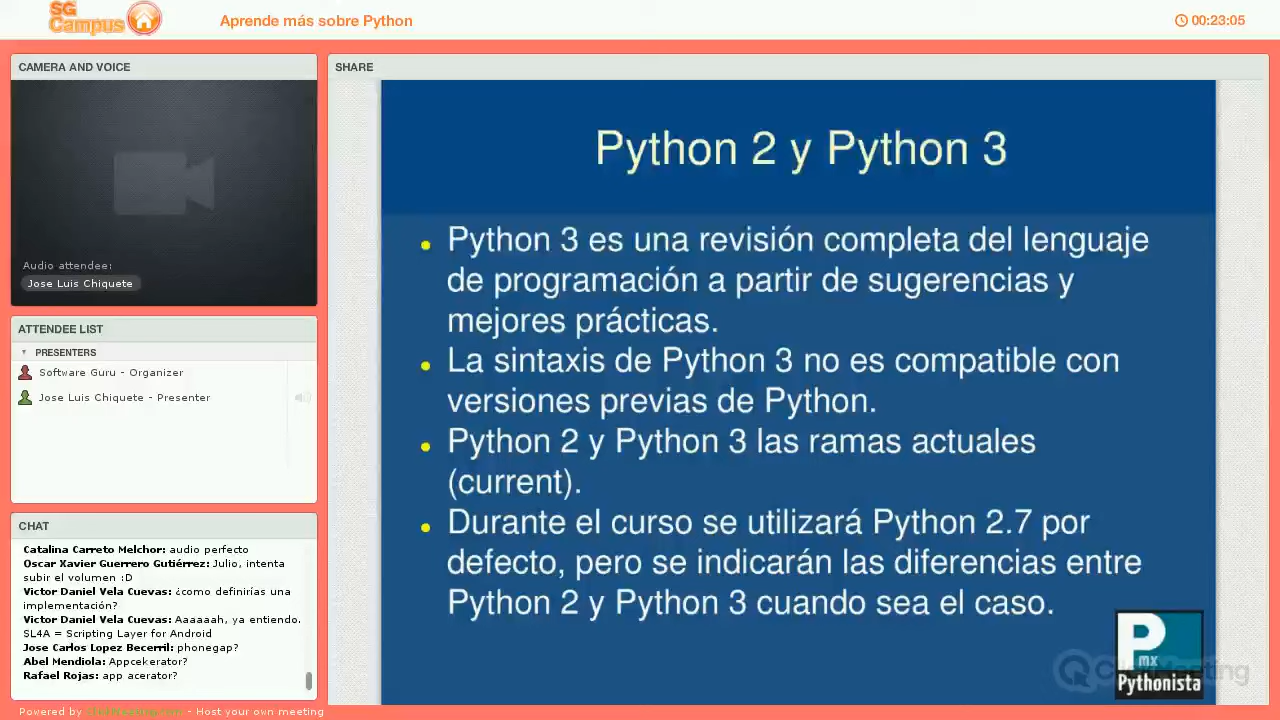 SG
Campus
Aprende más sobre Python
00:23:05
CAMERA AND VOICE
Audio attendee:
Jose Luis Chiquete
ATTENDEE LIST
PRESENTERS
Software Guru - Organizer
Jose Luis Chiquete - Presenter
CHAT
Catalina Carreto Melchor: audio perfecto
Oscar Xavier Guerrero Gutiérrez: Julio, intenta
subir el volumen :D
Victor Daniel Vela Cuevas: ¿como definirías una
implementación?
Victor Daniel Vela Cuevas: Aaaaaah, ya entiendo.
SL4A = Scripting Layer for Android
Jose Carlos Lopez Becerril: phonegap?
Abel Mendiola: Appcekerator?
Rafael Rojas: app acerator?
Powered by - Host your own meeting
SHARE
Python 2 y Python 3
Python 3 es una revisión completa del lenguaje
de programación a partir de sugerencias y
mejores prácticas.
La sintaxis de Python 3 no es compatible con
versiones previas de Python.
Python 2 y Python 3 las ramas actuales
(current).
Durante el curso se utilizará Python 2.7 por
defecto, pero se indicarán las diferencias entre
Python 2 y Python 3 cuando sea el caso.
P
mx
Pythonista